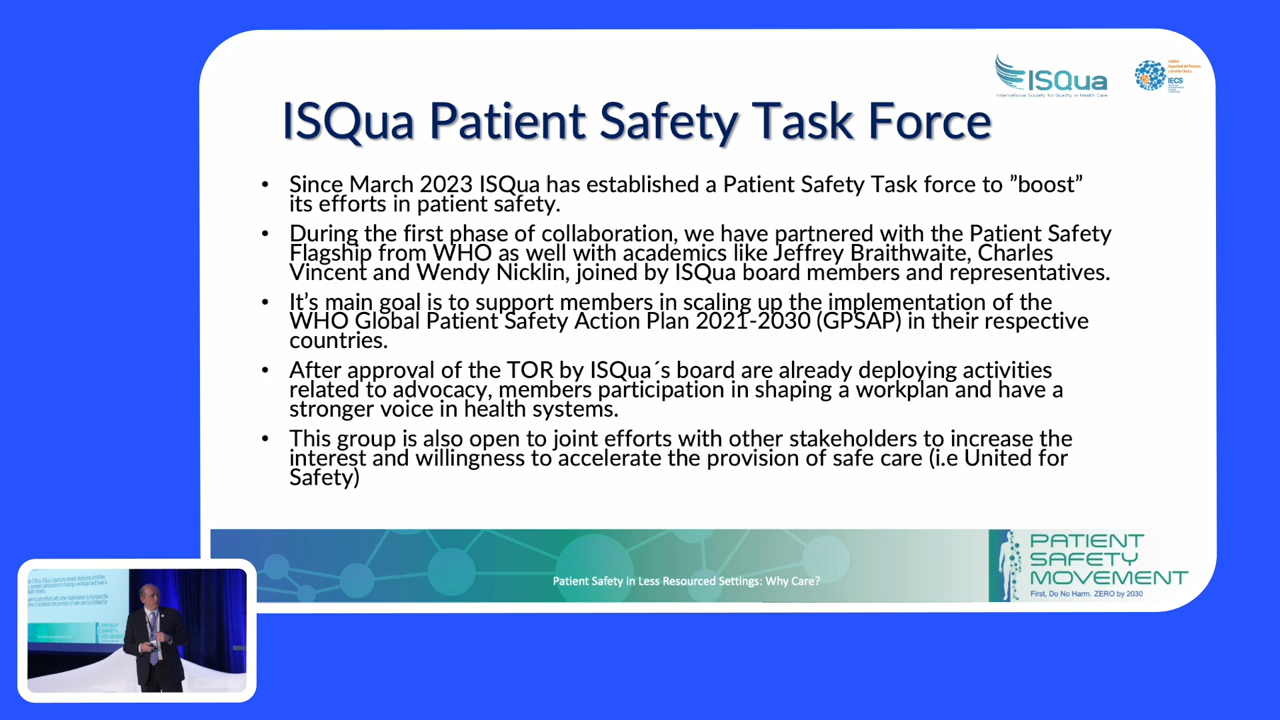 ISQua
International Society for Quality in Health Care
IECS
ISQua Patient Safety Task Force
• Since March 2023 ISQua has established a Patient Safety Task force to ”boost”
its efforts in patient safety.
• During the first phase of collaboration, we have partnered with the Patient Safety
Flagship from WHO as well with academics like Jeffrey Braithwaite, Charles
Vincent and Wendy Nicklin, joined by ISQua board members and representatives.
• It’s main goal is to support members in scaling up the implementation of the
WHO Global Patient Safety Action Plan 2021-2030 (GPSAP) in their respective
countries.
• After approval of the TOR by ISQua´s board are already deploying activities
related to advocacy, members participation in shaping a workplan and have a
stronger voice in health systems.
• This group is also open to joint efforts with other stakeholders to increase the
interest and willingness to accelerate the provision of safe care (i.e United for
Safety)
Patient Safety in Less Resourced Settings: Why Care?
PATIENT
SAFETY
MOVEMENT
First, Do No Harm. ZERO by 2030